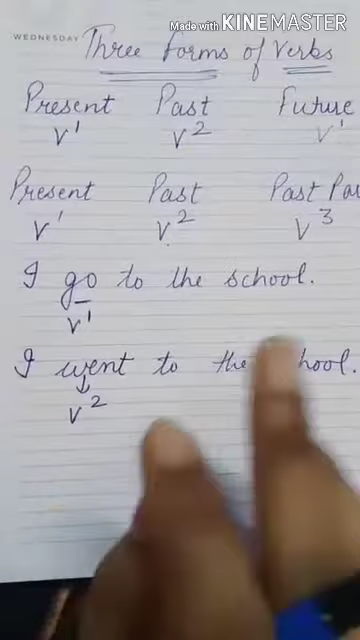 Made with KINEMASTER
WEDNESDAY Three forms of Verbs
Present Past Future
V1 V2 V1
Present Past Past
V1 V2 V3
I go to the school.
V1
I went to the
V2